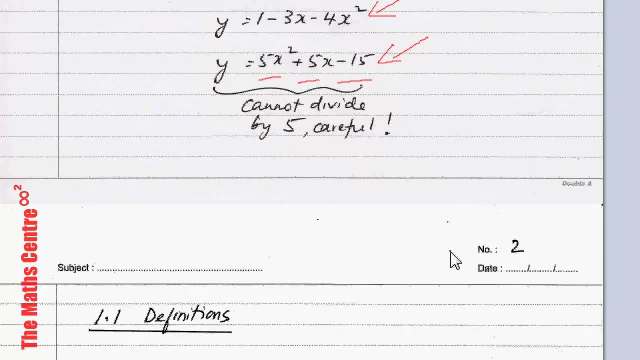 y = 1 - 3x - 4x²
y = 5x² + 5x - 15
cannot divide
by 5, careful!
Double A
The Maths Centre ∞²
No. : 2
Subject :
Date : / /
1.1 Definitions